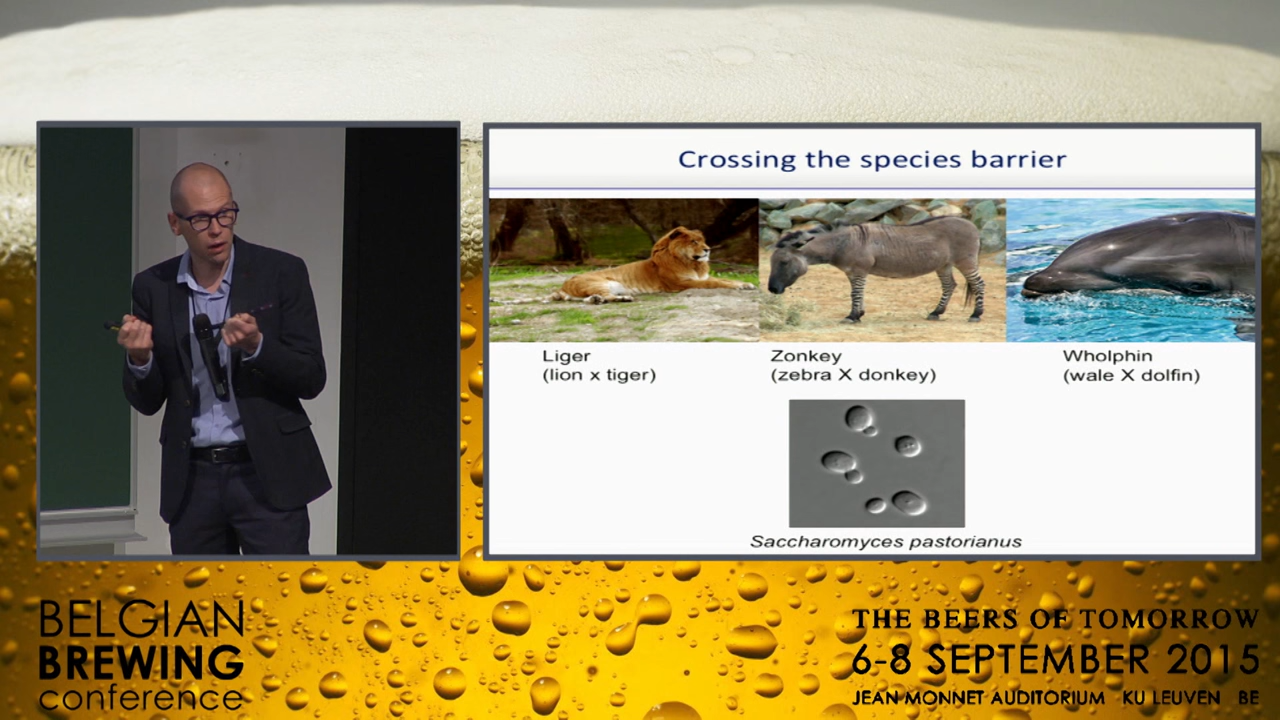 Crossing the species barrier
Liger
(lion x tiger)
Zonkey
(zebra X donkey)
Wholphin
(wale X dolfin)
Saccharomyces pastorianus
BELGIAN
BREWING
conference
THE BEERS OF TOMORROW
6-8 SEPTEMBER 2015
JEAN MONNET AUDITORIUM KU LEUVEN BE